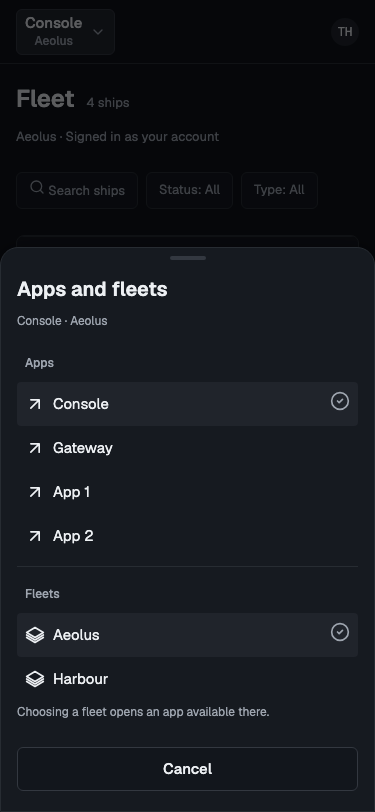 Console
Aeolus
TH
Fleet 4 ships
Aeolus · Signed in as your account
Search ships
Status: All
Type: All
Apps and fleets
Console · Aeolus
Apps
Console
Gateway
App 1
App 2
Fleets
Aeolus
Harbour
Choosing a fleet opens an app available there.
Cancel